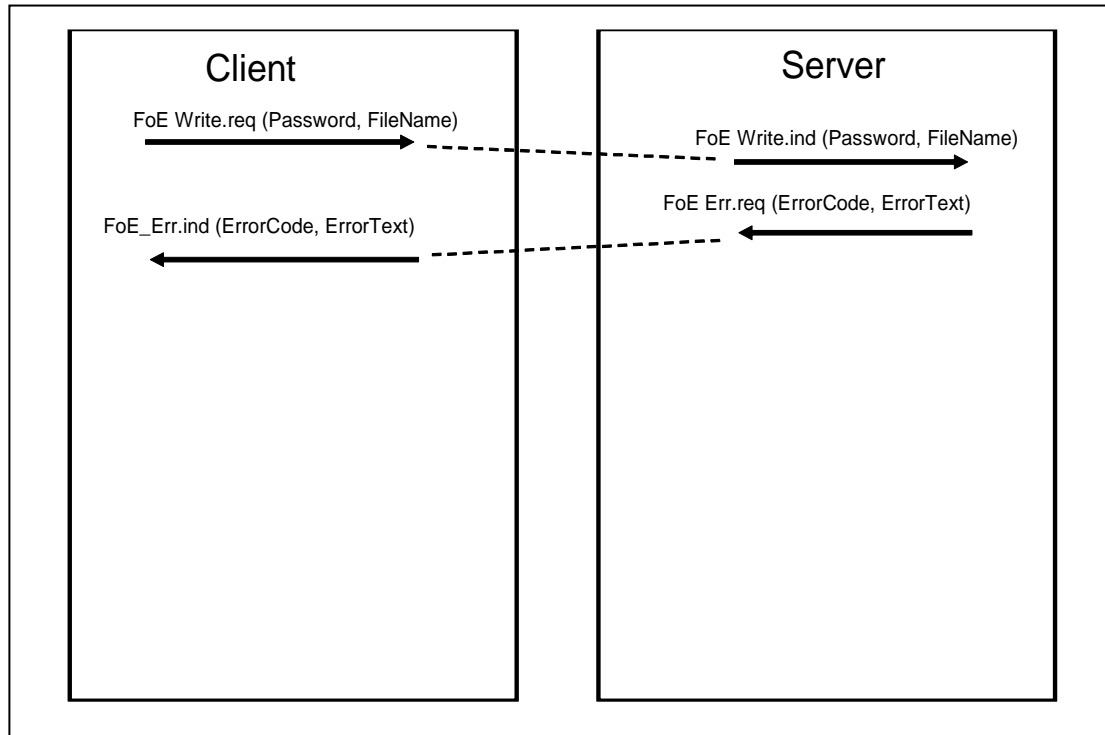 Client
Server
FoE Write.req (Password, FileName)
FoE Write.ind (Password, FileName)
FoE Err.req (ErrorCode, ErrorText)
FoE_Err.ind (ErrorCode, ErrorText)